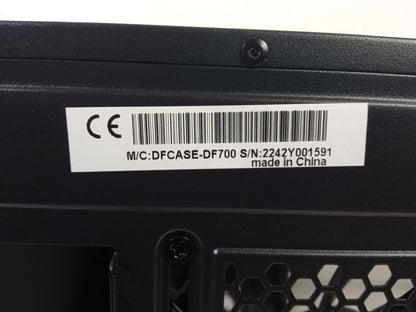 CE
M/C:DFCASE-DF700 S/N:2242Y001591
made in China